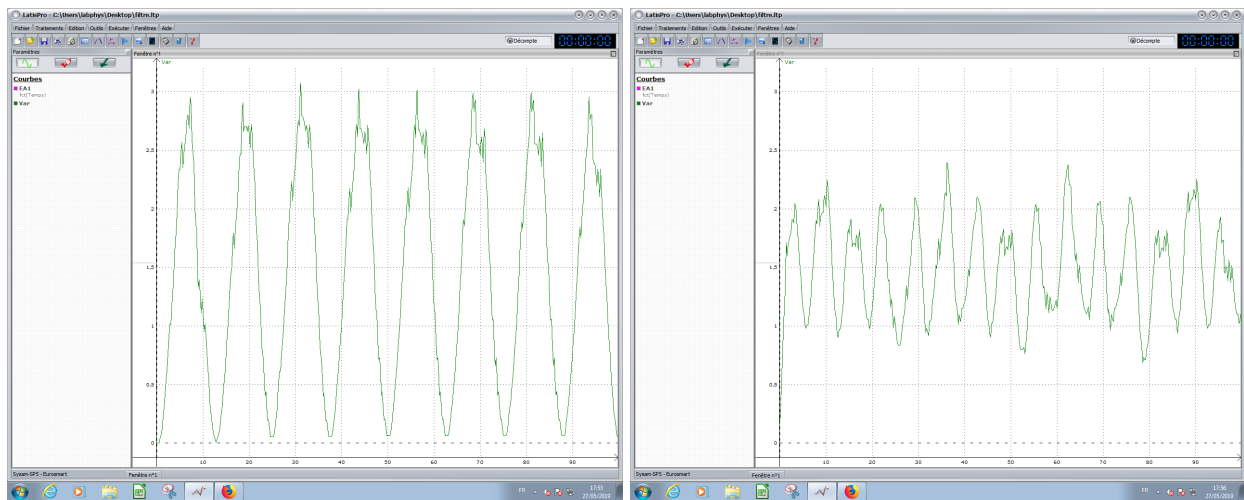 LatisPro - C:\Users\labphys\Desktop\filtrn.ltp
Fichier Traitements Edition Outils Exécuter Fenêtres Aide
Décompte
00:00:00
Paramètres
Fenêtre n°1
Courbes
EA1
fct(Temps)
Var
Var
3
2,5
2
1,5
1
0,5
0
10 20 30 40 50 60 70 80 90
Sysam-SP5 - Eurosmart
Fenêtre n°1
FR
17:55
27/05/2019
LatisPro - C:\Users\labphys\Desktop\filtrn.ltp
Fichier Traitements Edition Outils Exécuter Fenêtres Aide
Décompte
00:00:00
Paramètres
Fenêtre n°1
Courbes
EA1
fct(Temps)
Var
Var
3
2,5
2
1,5
1
0,5
0
10 20 30 40 50 60 70 80 90
Sysam-SP5 - Eurosmart
Fenêtre n°1
FR
17:56
27/05/2019